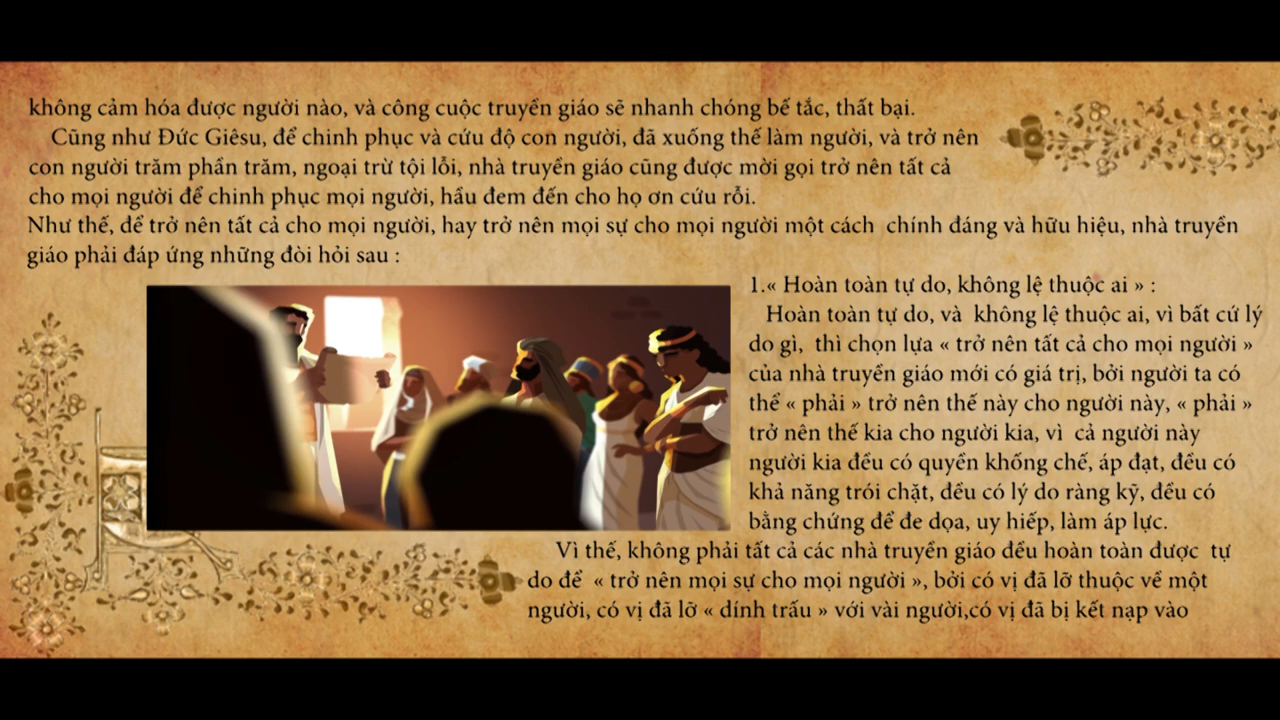 không cảm hóa được người nào, và công cuộc truyền giáo sẽ nhanh chóng bế tắc, thất bại.
Cũng như Đức Giêsu, để chinh phục và cứu độ con người, đã xuống thế làm người, và trở nên
con người trăm phần trăm, ngoại trừ tội lỗi, nhà truyền giáo cũng được mời gọi trở nên tất cả
cho mọi người để chinh phục mọi người, hầu đem đến cho họ ơn cứu rỗi.
Như thế, để trở nên tất cả cho mọi người, hay trở nên mọi sự cho mọi người một cách chính đáng và hữu hiệu, nhà truyền
giáo phải đáp ứng những đòi hỏi sau :
1.« Hoàn toàn tự do, không lệ thuộc ai » :
Hoàn toàn tự do, và không lệ thuộc ai, vì bất cứ lý
do gì, thì chọn lựa « trở nên tất cả cho mọi người »
của nhà truyền giáo mới có giá trị, bởi người ta có
thể « phải » trở nên thế này cho người này, « phải »
trở nên thế kia cho người kia, vì cả người này
người kia đều có quyền khống chế, áp đạt, đều có
khả năng trói chặt, đều có lý do ràng kỹ, đều có
bằng chứng để đe dọa, uy hiếp, làm áp lực.
Vì thế, không phải tất cả các nhà truyền giáo đều hoàn toàn được tự
do để « trở nên mọi sự cho mọi người », bởi có vị đã lỡ thuộc về một
người, có vị đã lỡ « dính trấu » với vài người,có vị đã bị kết nạp vào